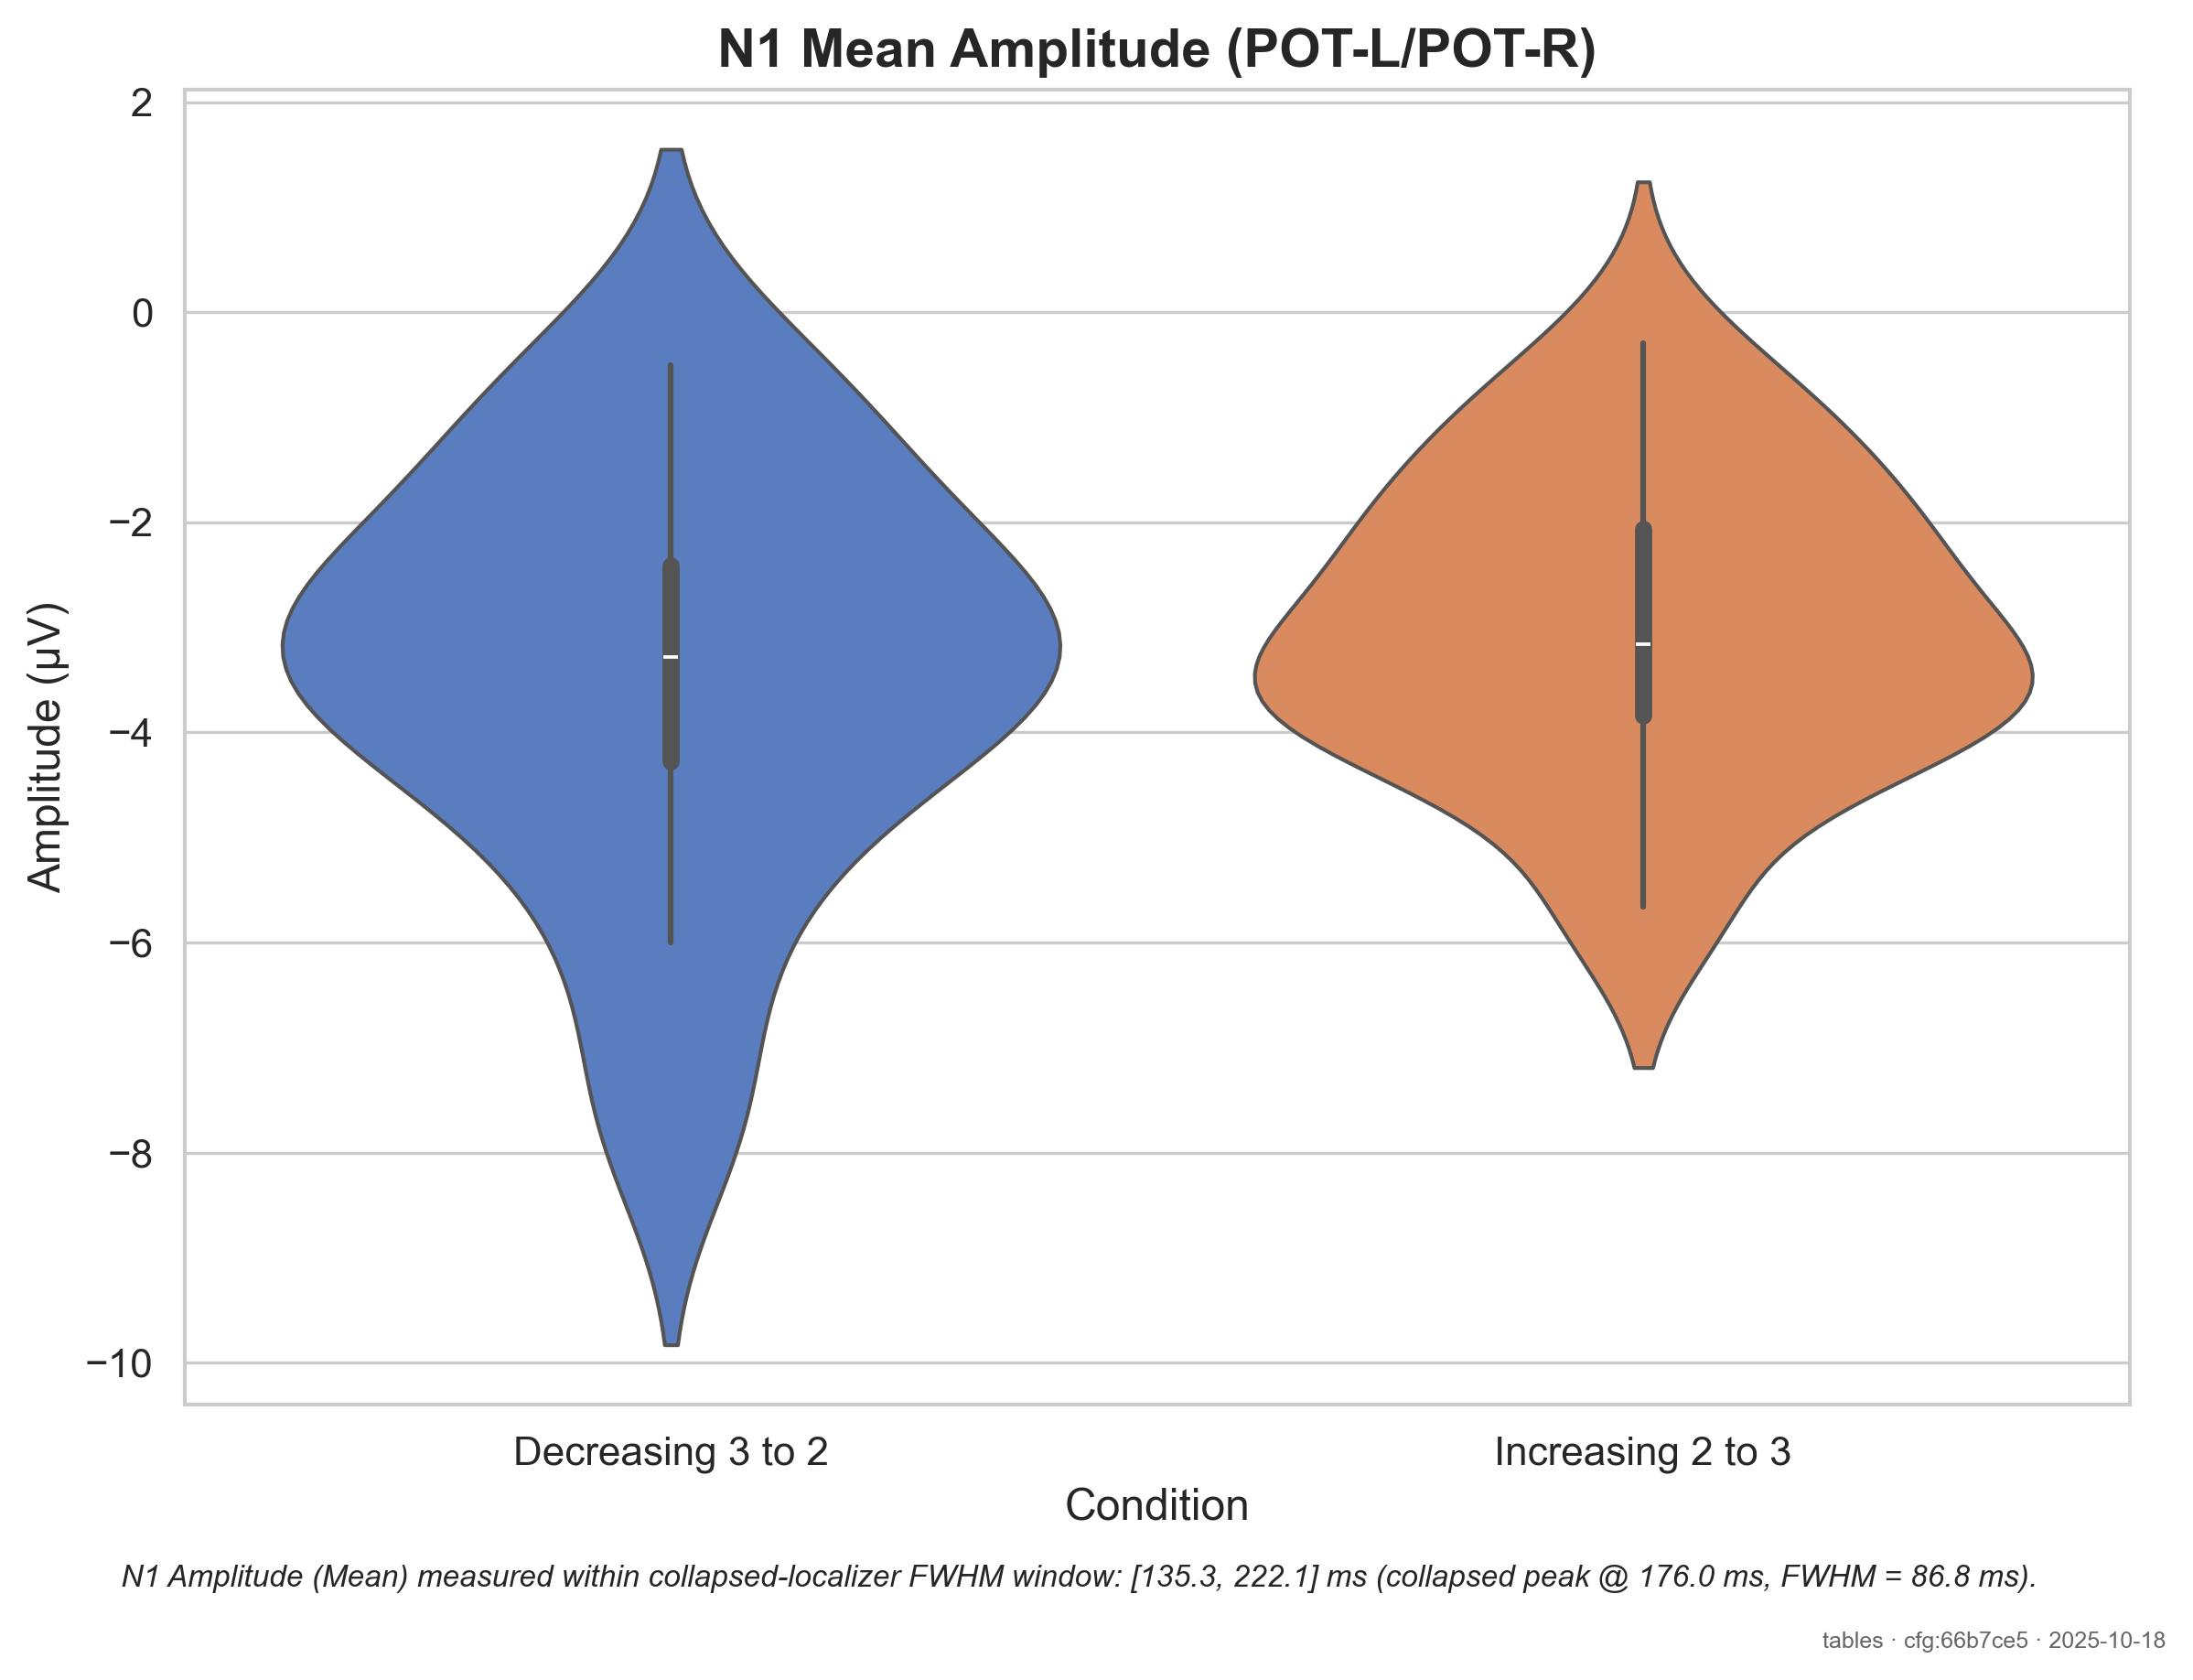 N1 Mean Amplitude (POT-L/POT-R)
Amplitude (µV)
2
0
−2
−4
−6
−8
−10
Decreasing 3 to 2
Increasing 2 to 3
Condition
N1 Amplitude (Mean) measured within collapsed-localizer FWHM window: [135.3, 222.1] ms (collapsed peak @ 176.0 ms, FWHM = 86.8 ms).
tables · cfg:66b7ce5 · 2025-10-18